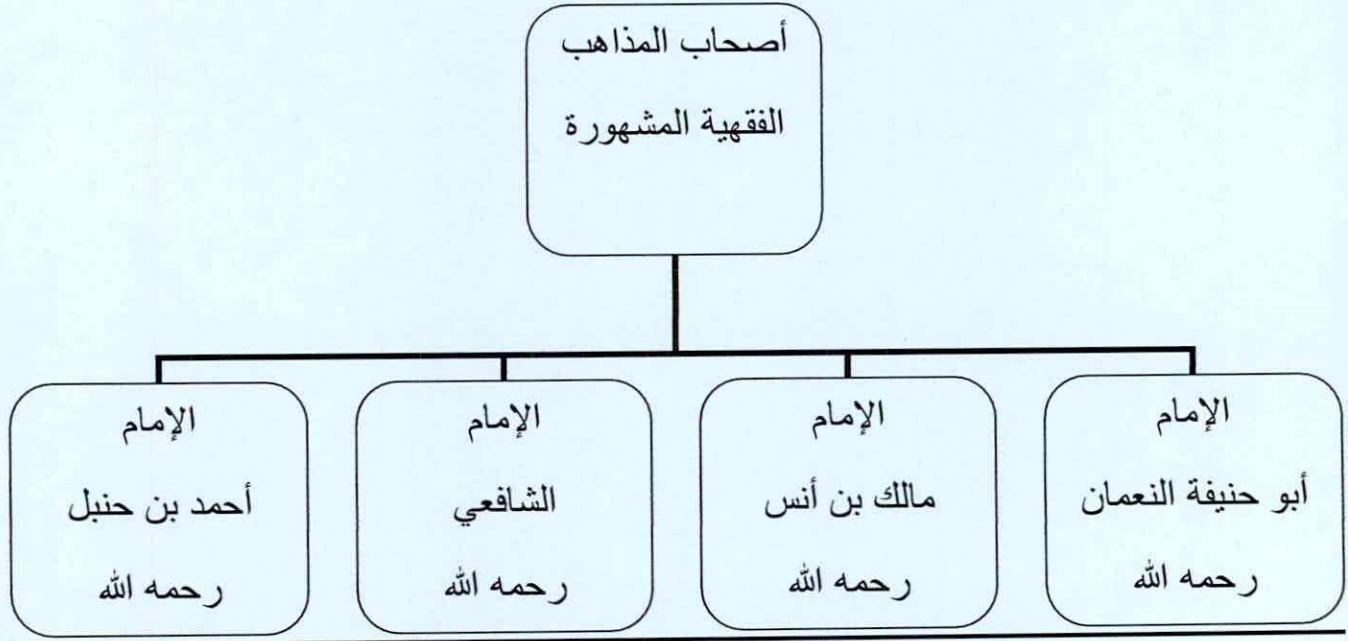 أصحاب المذاهب
الفقهية المشهورة
الإمام
أبو حنيفة النعمان
رحمه الله
الإمام
مالك بن أنس
رحمه الله
الإمام
الشافعي
رحمه الله
الإمام
أحمد بن حنبل
رحمه الله